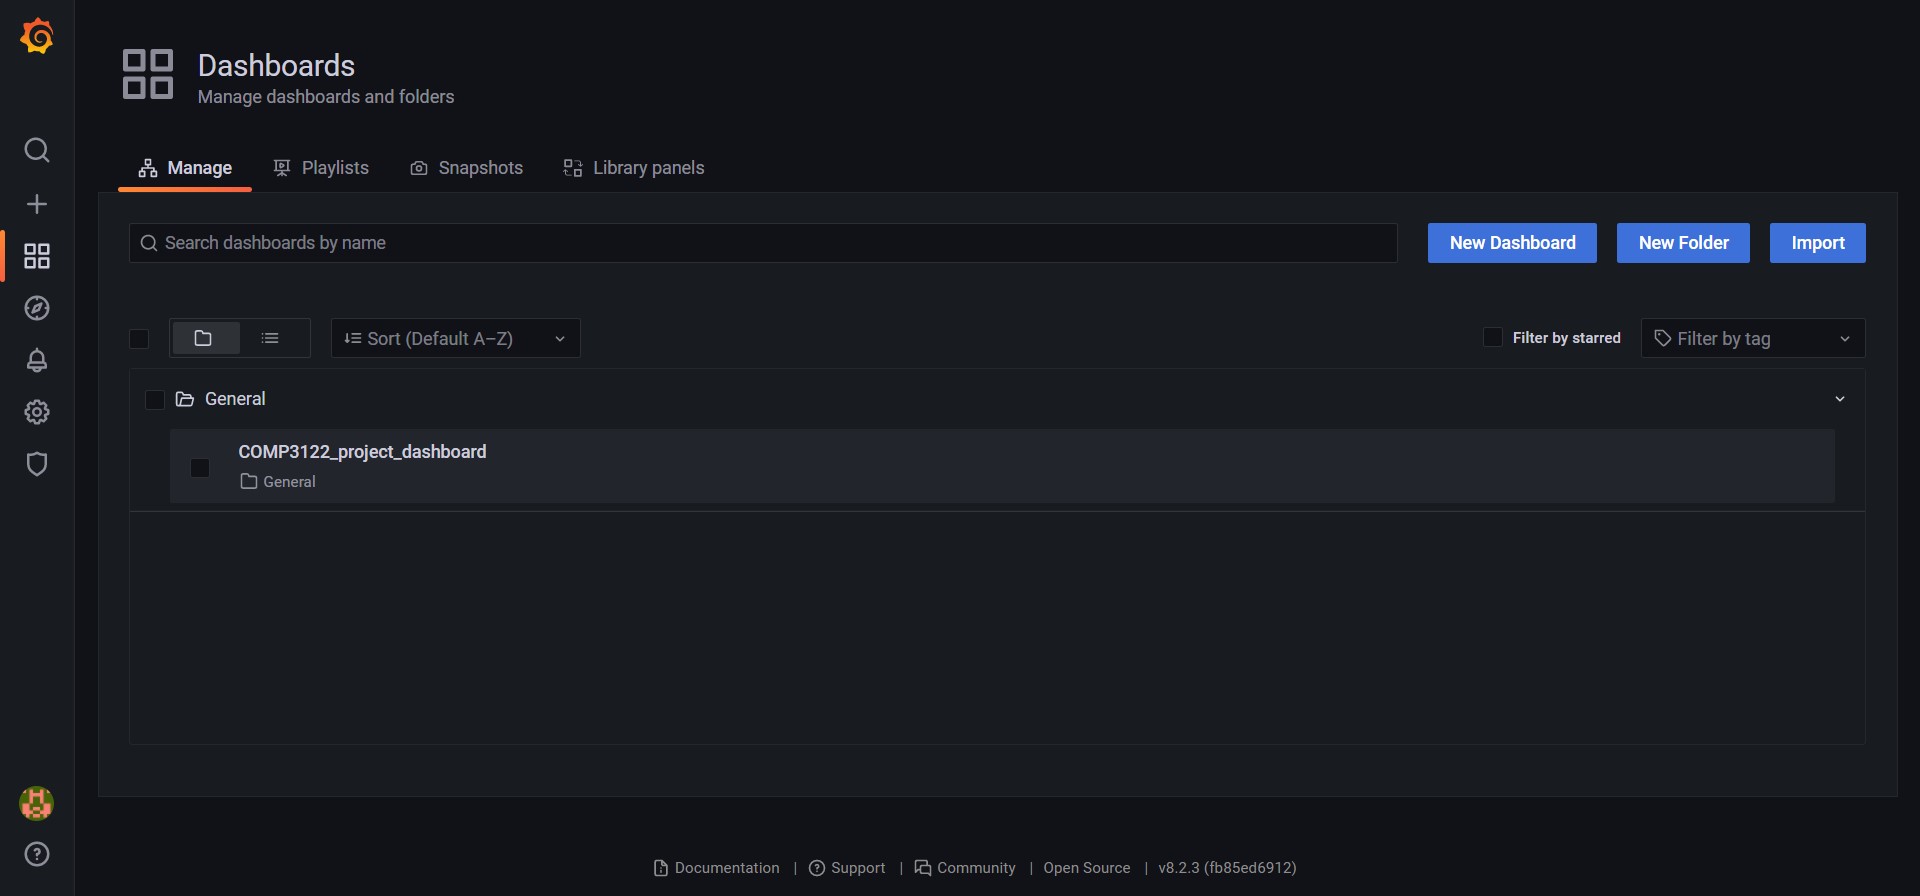 Dashboards
Manage dashboards and folders
Manage Playlists Snapshots Library panels
Search dashboards by name New Dashboard New Folder Import
Sort (Default A–Z) Filter by starred Filter by tag
General
COMP3122_project_dashboard
General
Documentation | Support | Community | Open Source | v8.2.3 (fb85ed6912)